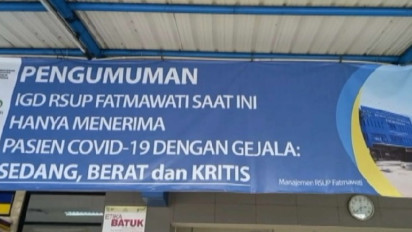 PENGUMUMAN
IGD RSUP FATMAWATI SAAT INI
HANYA MENERIMA
PASIEN COVID-19 DENGAN GEJALA:
SEDANG, BERAT dan KRITIS
Manajemen RSUP Fatmawati
ETIKA
BATUK